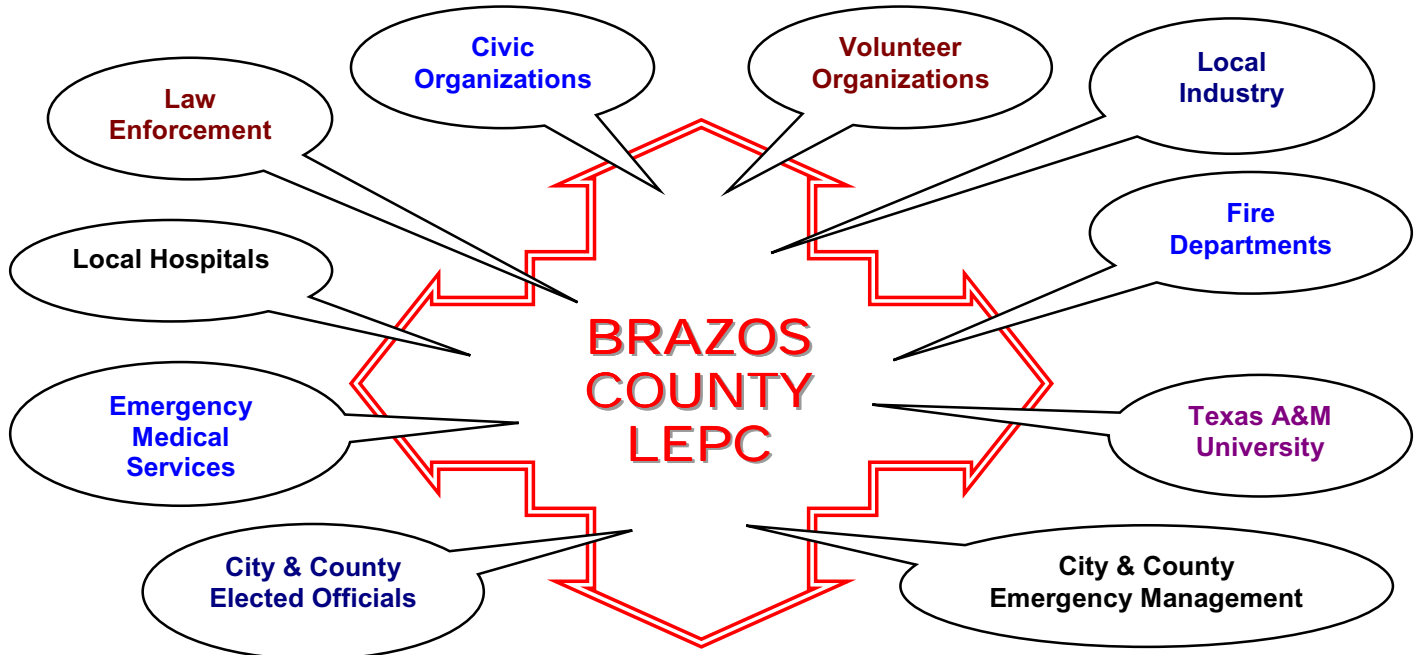 Civic
Organizations
Volunteer
Organizations
Local
Industry
Law
Enforcement
Fire
Departments
Local Hospitals
BRAZOS
COUNTY
LEPC
Emergency
Medical
Services
Texas A&M
University
City & County
Elected Officials
City & County
Emergency Management